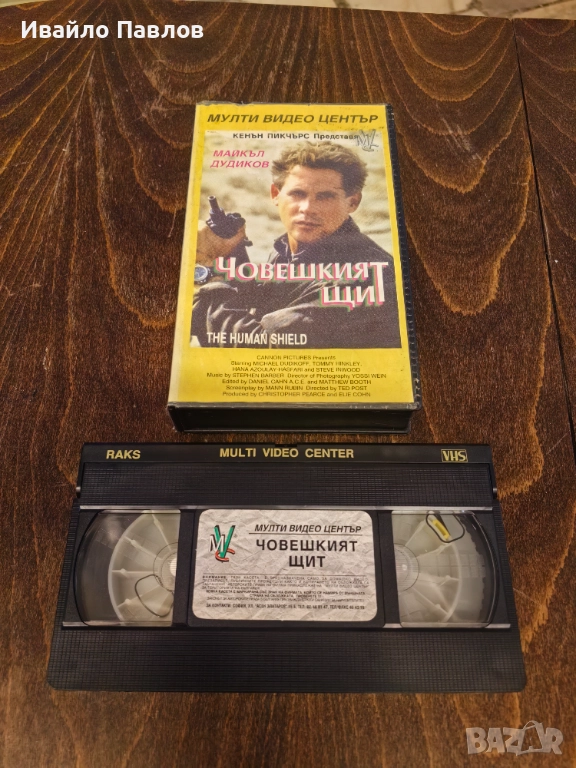 Ивайло Павлов
МУЛТИ ВИДЕО ЦЕНТЪР
КЕНЪН ПИКЧЪРС Представя
МАЙКЪЛ
ДУДИКОВ
ЧОВЕШКИЯТ
ЩИТ
THE HUMAN SHIELD
CANNON PICTURES Presents
Starring MICHAEL DUDIKOFF, TOMMY HINKLEY,
HANA AZOULAY-HASFARI and STEVE INWOOD
Music by STEPHEN BARBER Director of Photography YOSSI WEIN
Edited by DANIEL CAHN A.C.E. and MATTHEW BOOTH
Screenplay by MANN RUBIN Directed by TED POST
Produced by CHRISTOPHER PEARCE and ELIE COHN
RAKS MULTI VIDEO CENTER VHS
МУЛТИ ВИДЕО ЦЕНТЪР
ЧОВЕШКИЯТ
ЩИТ
ВНИМАНИЕ:
BAZAR